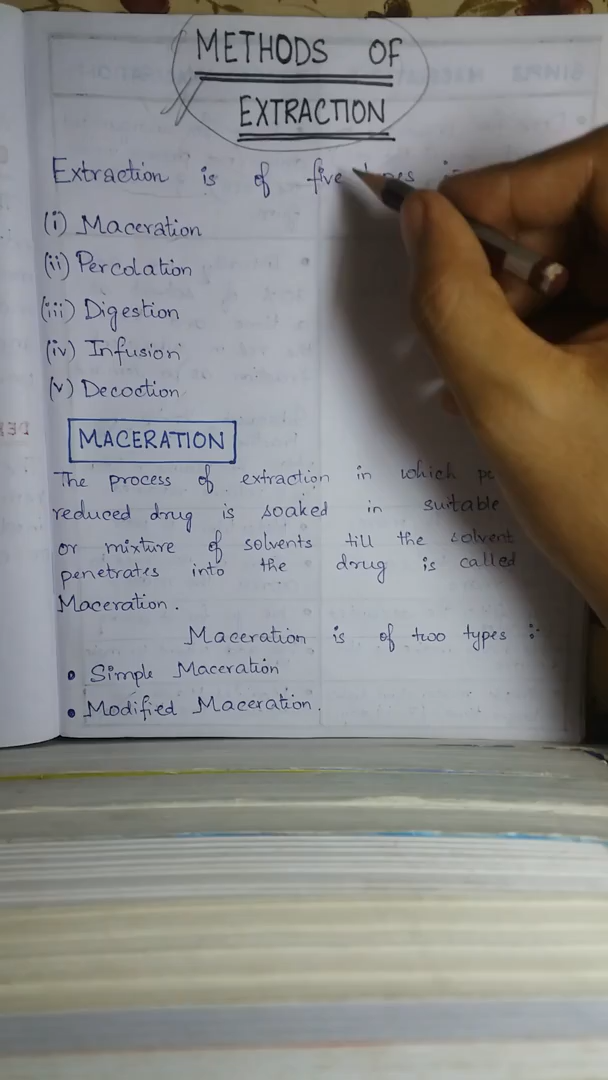 METHODS OF
EXTRACTION
Extraction is of five types
(i) Maceration
(ii) Percolation
(iii) Digestion
(iv) Infusion
(v) Decoction
MACERATION
The process of extraction in which
reduced drug is soaked in suitable
or mixture of solvents till the solvent
penetrates into the drug is called
Maceration.
Maceration is of two types :-
• Simple Maceration
• Modified Maceration.